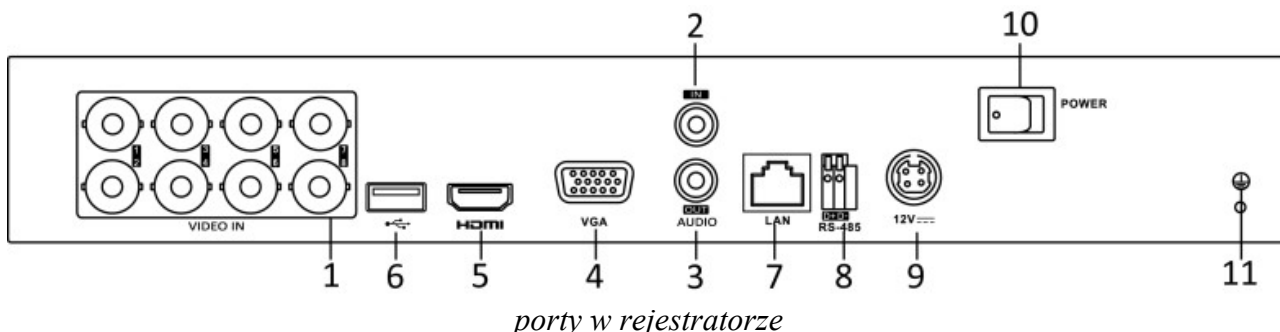 2 10
IN
POWER
1 2 3 4 5 6 7 8
VIDEO IN
HDMI
VGA
OUT
AUDIO
LAN
D+ D-
RS-485
12V
1 6 5 4 3 7 8 9 11
porty w rejestratorze